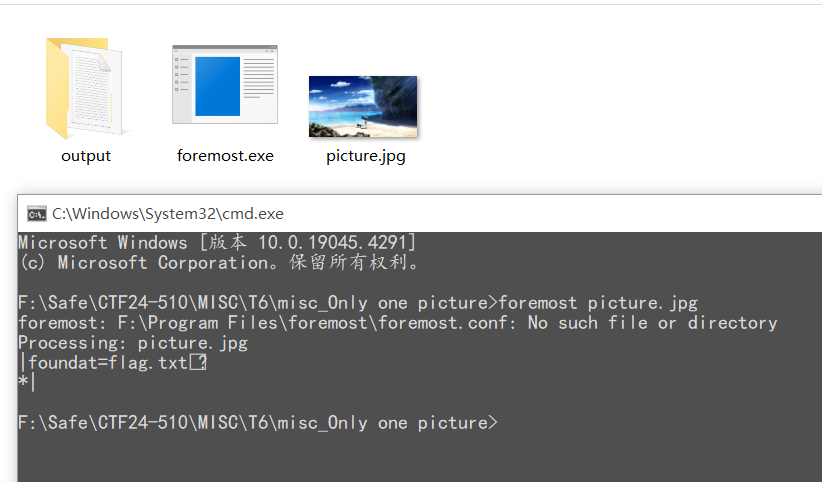 output
foremost.exe
picture.jpg
C:\Windows\System32\cmd.exe
Microsoft Windows [版本 10.0.19045.4291]
(c) Microsoft Corporation。保留所有权利。
F:\Safe\CTF24-510\MISC\T6\misc_Only one picture>foremost picture.jpg
foremost: F:\Program Files\foremost\foremost.conf: No such file or directory
Processing: picture.jpg
|foundat=flag.txt�
*|
F:\Safe\CTF24-510\MISC\T6\misc_Only one picture>